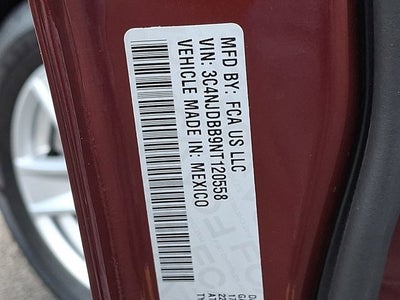 MFD BY: FCA US LLC
VIN: 3C4NJDBB9NT120558
VEHICLE MADE IN: MEXICO